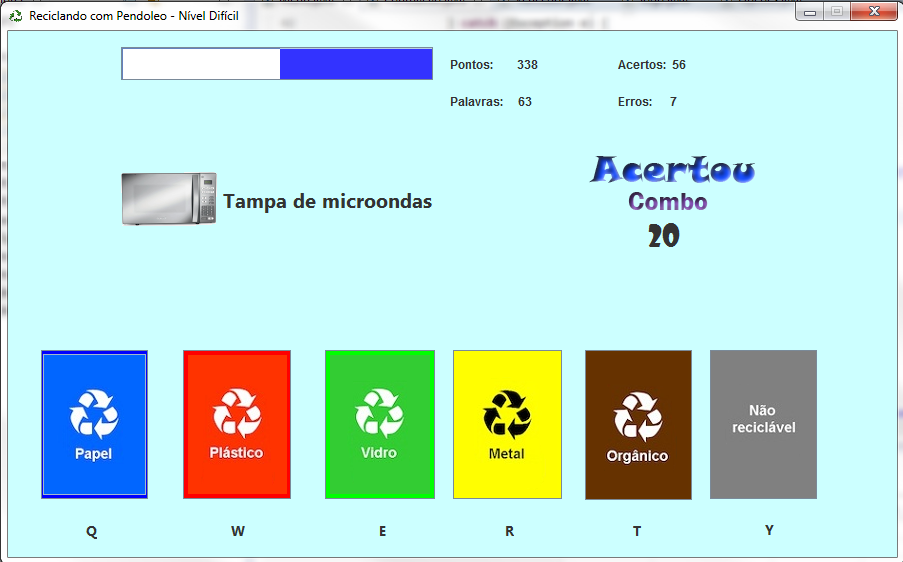 Reciclando com Pendoleo - Nível Difícil
Pontos: 338 Acertos: 56
Palavras: 63 Erros: 7
Acertou
Combo
20
Tampa de microondas
Papel
Plástico
Vidro
Metal
Orgânico
Não
reciclável
Q W E R T Y